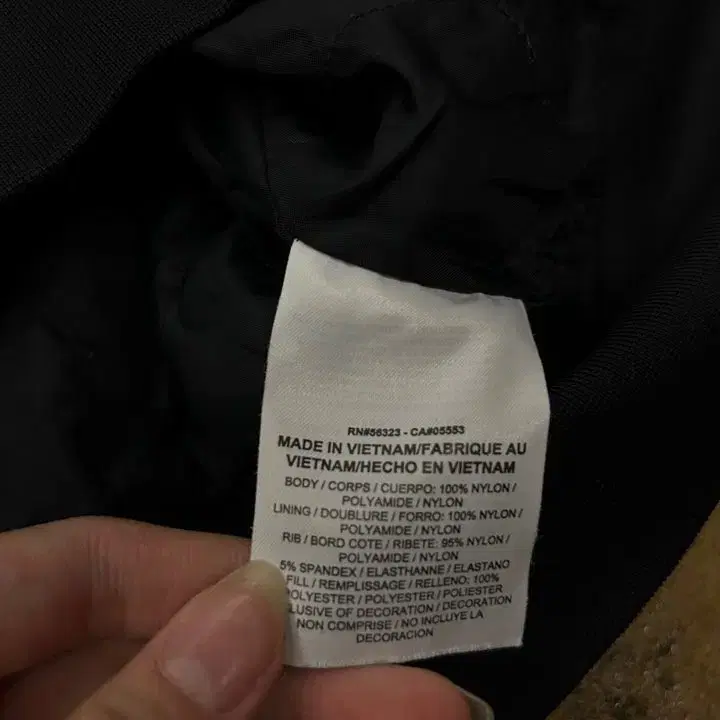 RN#56323 - CA#05553
MADE IN VIETNAM/FABRIQUE AU
VIETNAM/HECHO EN VIETNAM
BODY / CORPS / CUERPO: 100% NYLON /
POLYAMIDE / NYLON
LINING / DOUBLURE / FORRO: 100% NYLON /
POLYAMIDE / NYLON
RIB / BORD COTE / RIBETE: 95% NYLON /
POLYAMIDE / NYLON
5% SPANDEX / ELASTHANNE / ELASTANO
FILL / REMPLISSAGE / RELLENO: 100%
OLYESTER / POLYESTER / POLIESTER
LUSIVE OF DECORATION / DECORATION
NON COMPRISE / NO INCLUYE LA
DECORACION